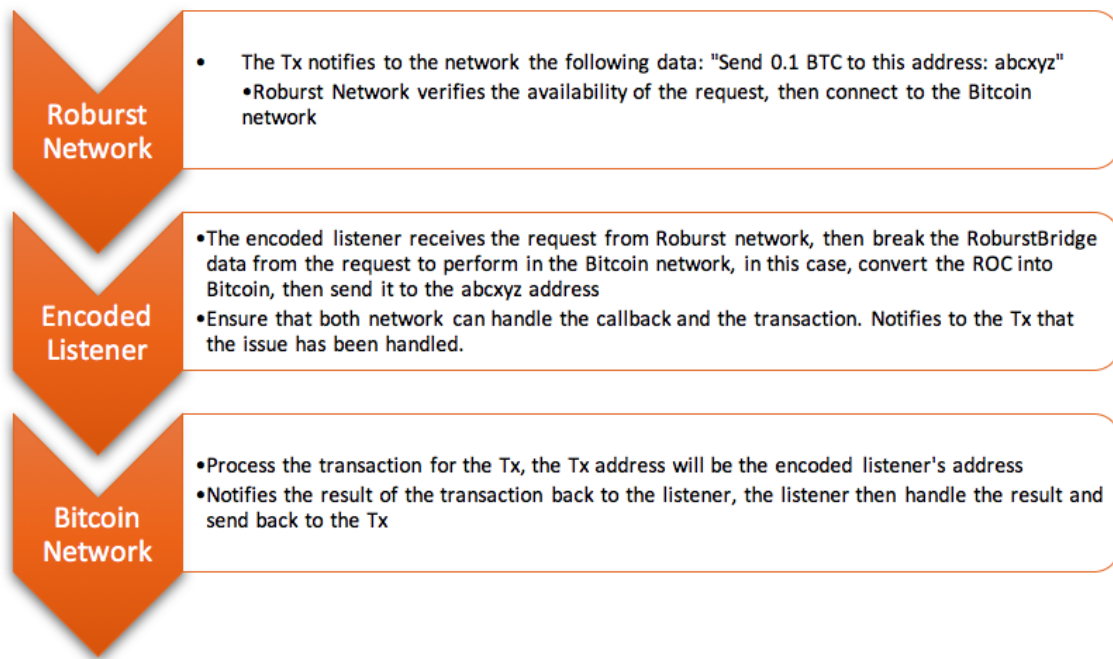 Roburst
Network
• The Tx notifies to the network the following data: "Send 0.1 BTC to this address: abcxyz"
•Roburst Network verifies the availability of the request, then connect to the Bitcoin
network
Encoded
Listener
•The encoded listener receives the request from Roburst network, then break the RoburstBridge
data from the request to perform in the Bitcoin network, in this case, convert the ROC into
Bitcoin, then send it to the abcxyz address
•Ensure that both network can handle the callback and the transaction. Notifies to the Tx that
the issue has been handled.
Bitcoin
Network
•Process the transaction for the Tx, the Tx address will be the encoded listener's address
•Notifies the result of the transaction back to the listener, the listener then handle the result and
send back to the Tx